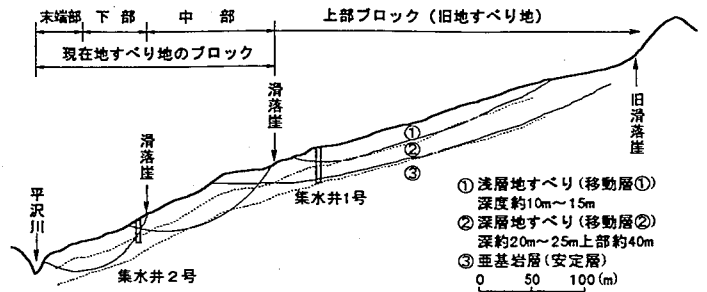 末端部 下部 中部 上部ブロック(旧地すべり地)
現在地すべり地のブロック
滑落崖
滑落崖
旧滑落崖
平沢川
①
②
③
集水井1号
集水井2号
①浅層地すべり(移動層①)
深度約10m～15m
②深層地すべり(移動層②)
深約20m～25m上部約40m
③亜基岩層(安定層)
0 50 100(m)